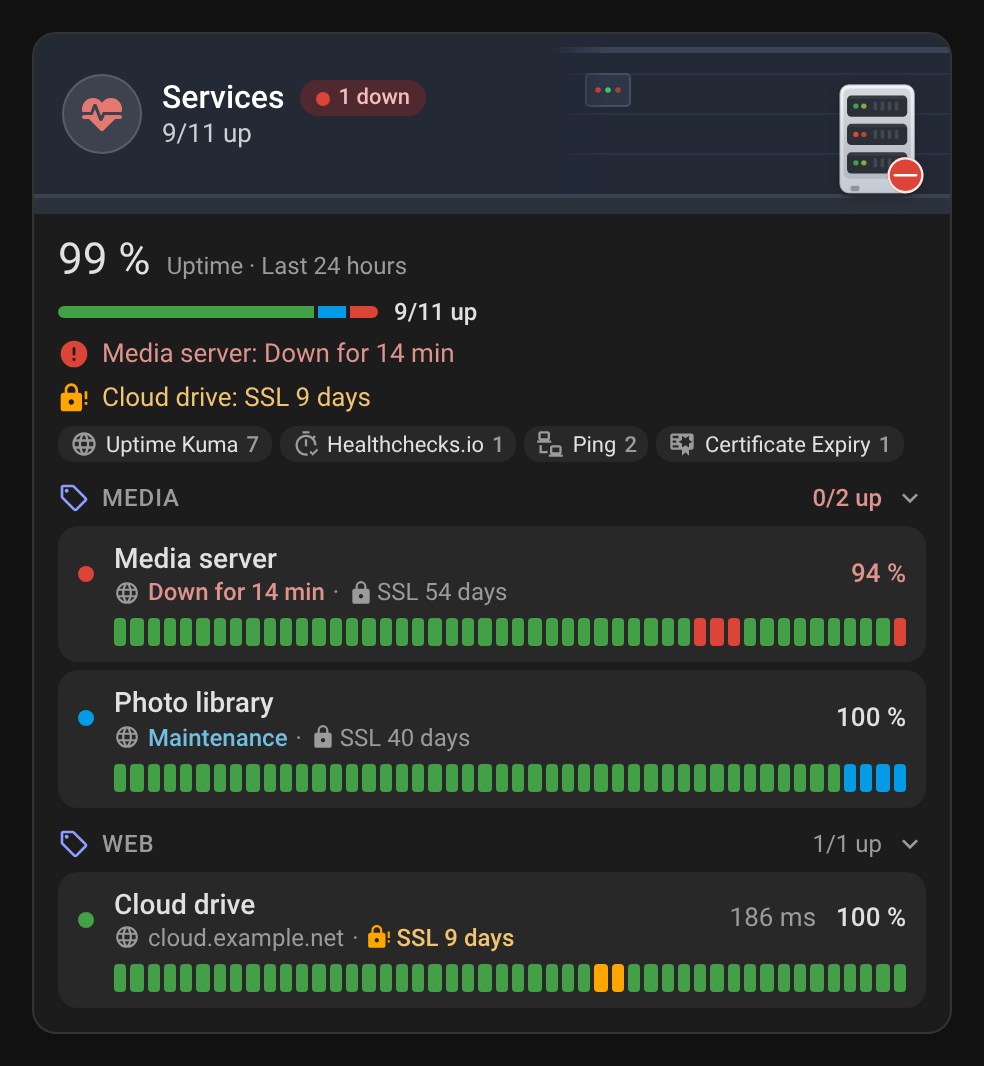 Services 1 down
9/11 up
99 % Uptime · Last 24 hours
9/11 up
Media server: Down for 14 min
Cloud drive: SSL 9 days
Uptime Kuma 7 Healthchecks.io 1 Ping 2 Certificate Expiry 1
MEDIA 0/2 up
Media server
94 %
Down for 14 min · SSL 54 days
Photo library
100 %
Maintenance · SSL 40 days
WEB 1/1 up
Cloud drive
186 ms 100 %
cloud.example.net · SSL 9 days